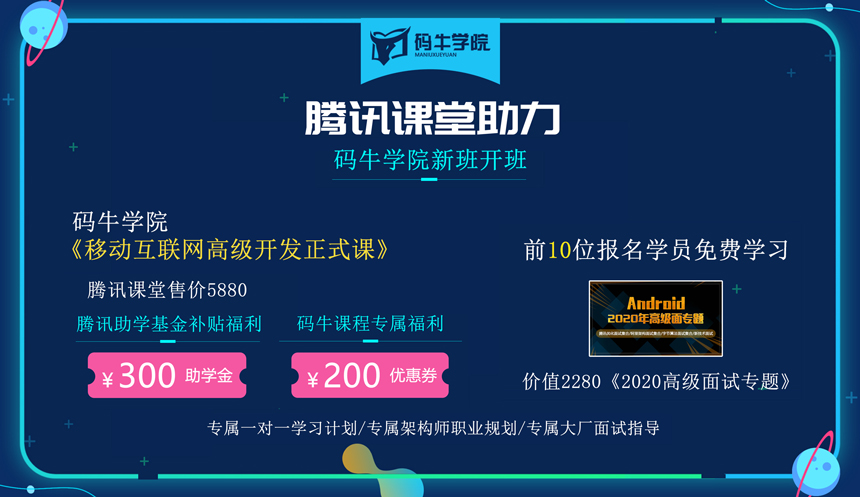 码牛学院
MANIUXUEYUAN
腾讯课堂助力
码牛学院新班开班
码牛学院
《移动互联网高级开发正式课》
腾讯课堂售价5880
腾讯助学基金补贴福利
码牛课程专属福利
¥300 助学金
¥200 优惠券
前10位报名学员免费学习
Android
2020年高级面专题
价值2280《2020高级面试专题》
专属一对一学习计划/专属架构师职业规划/专属大厂面试指导